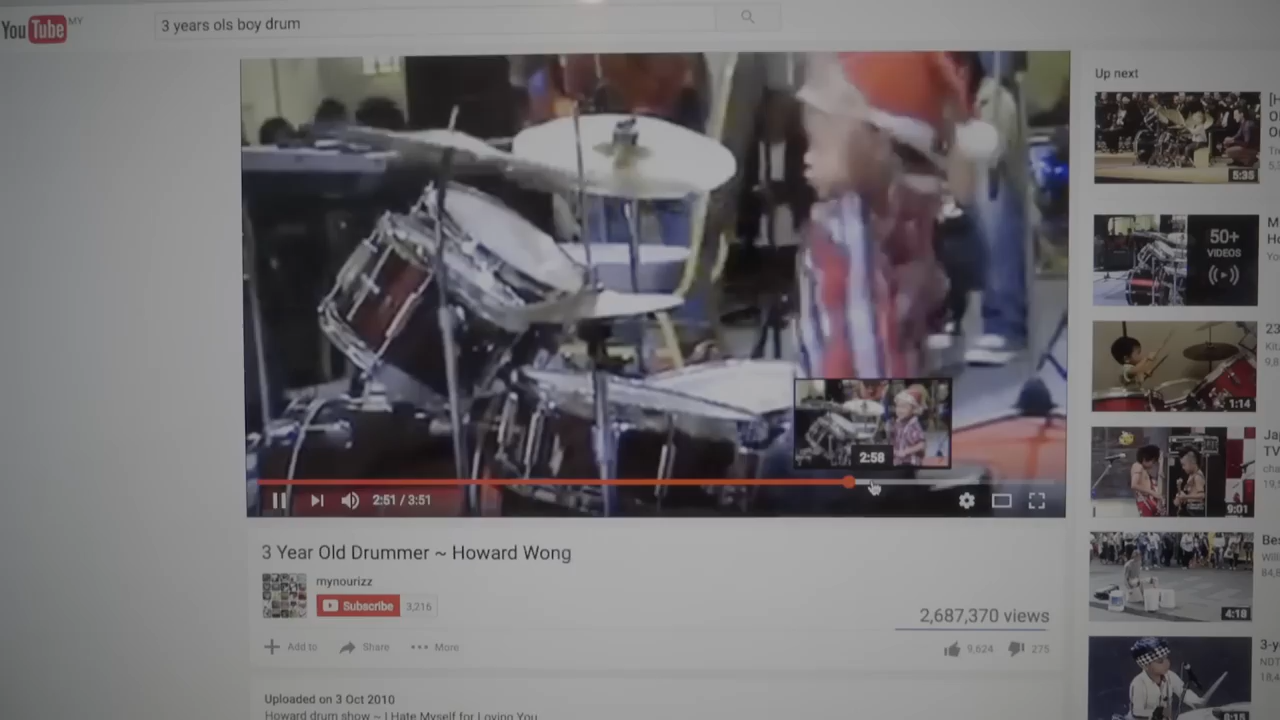 YouTube MY
3 years ols boy drum
Up next
5:35
50+
VIDEOS
1:14
9:01
4:18
2:58
2:51 / 3:51
3 Year Old Drummer ~ Howard Wong
mynourizz
Subscribe 3,216
2,687,370 views
Add to Share More
9,624 275
Uploaded on 3 Oct 2010
Howard drum show ~ I Hate Myself for Loving You